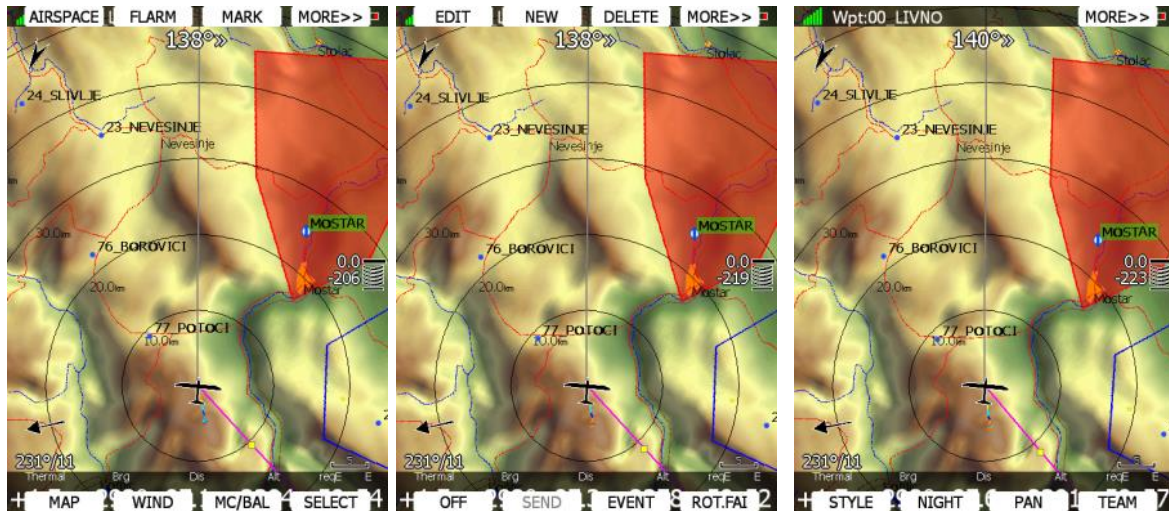 AIRSPACE FLARM MARK MORE>>
138°»
Stolac
24_SLIVLJE
23_NEVESINJE
Nevesinje
MOSTAR
30.0km
76_BOROVICI
0.0
-206
20.0km
Mostar
77_POTOCI
10.0km
231°/11
5
Thermal Brg Dis Alt reqE E
MAP WIND MC/BAL SELECT
EDIT NEW DELETE MORE>>
138°»
Stolac
24_SLIVLJE
23_NEVESINJE
Nevesinje
MOSTAR
30.0km
76_BOROVICI
0.0
-219
20.0km
Mostar
77_POTOCI
10.0km
231°/11
5
Thermal Brg Dis Alt reqE E
OFF SEND EVENT ROT.FAI
Wpt:00_LIVNO MORE>>
140°»
Stolac
24_SLIVLJE
23_NEVESINJE
Nevesinje
MOSTAR
30.0km
76_BOROVICI
0.0
-223
20.0km
Mostar
77_POTOCI
10.0km
231°/11
5
Thermal Brg Dis Alt reqE E
STYLE NIGHT PAN TEAM